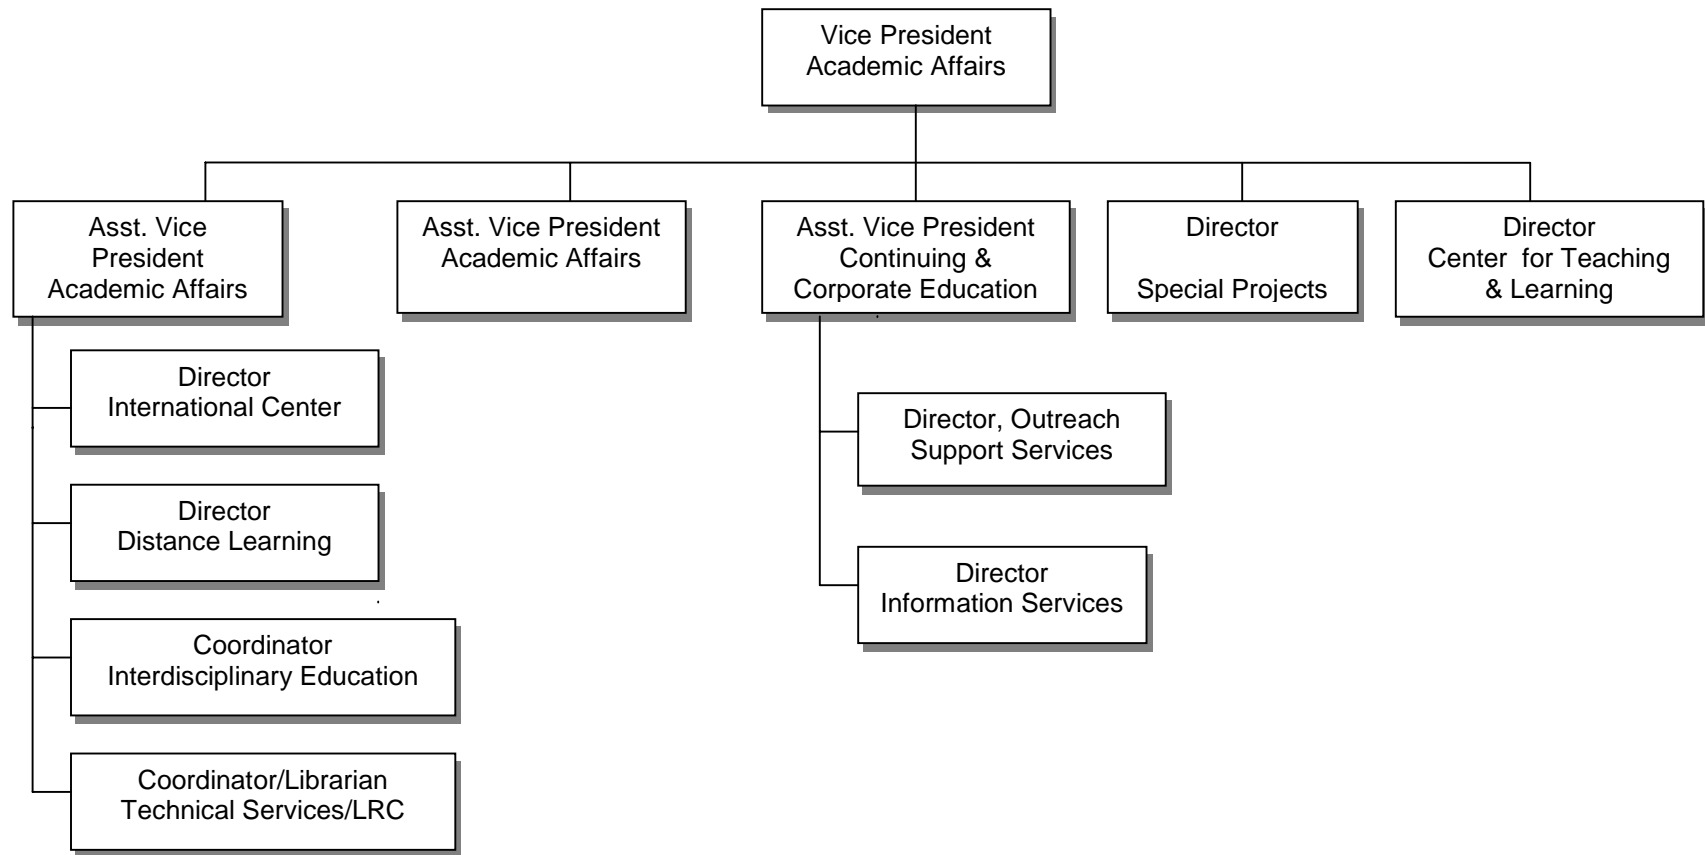 Vice President
Academic Affairs
Asst. Vice
President
Academic Affairs
Asst. Vice President
Academic Affairs
Asst. Vice President
Continuing &
Corporate Education
Director
Special Projects
Director
Center for Teaching
& Learning
Director
International Center
Director
Distance Learning
Coordinator
Interdisciplinary Education
Coordinator/Librarian
Technical Services/LRC
Director, Outreach
Support Services
Director
Information Services